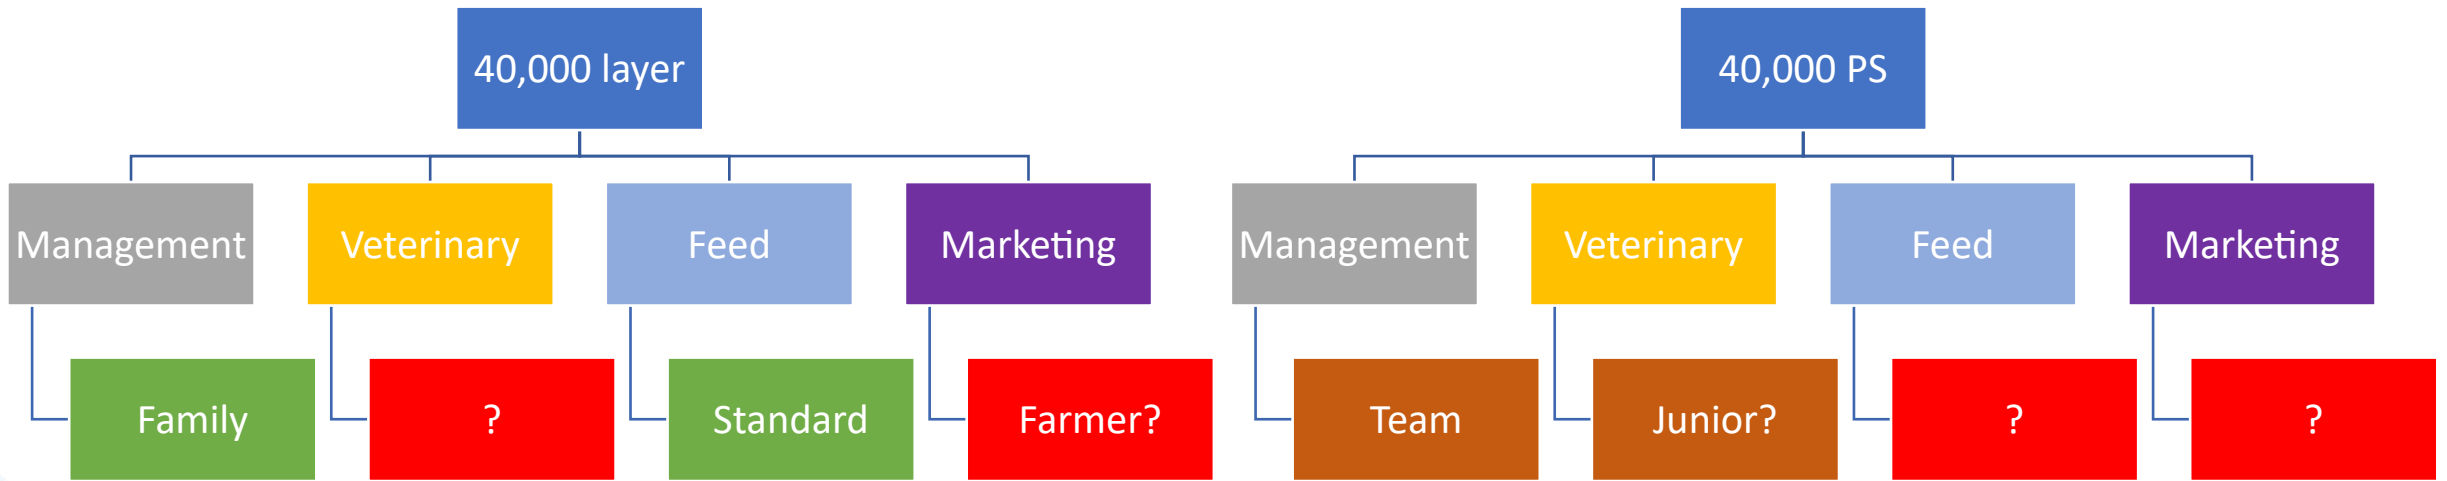 40,000 layer
40,000 PS
Management
Veterinary
Feed
Marketing
Management
Veterinary
Feed
Marketing
Family
?
Standard
Farmer?
Team
Junior?
?
?